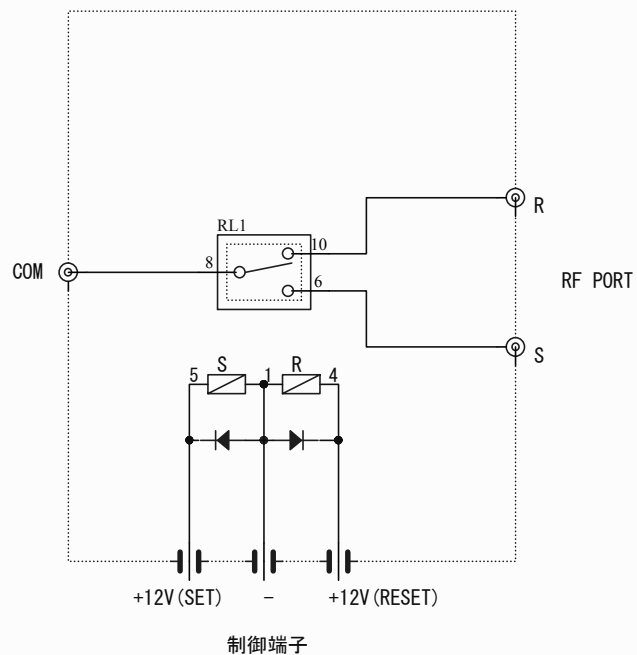 R
RL1
10
8
COM
6
RF PORT
S
5 S 1 R 4
+12V(SET) − +12V(RESET)
制御端子